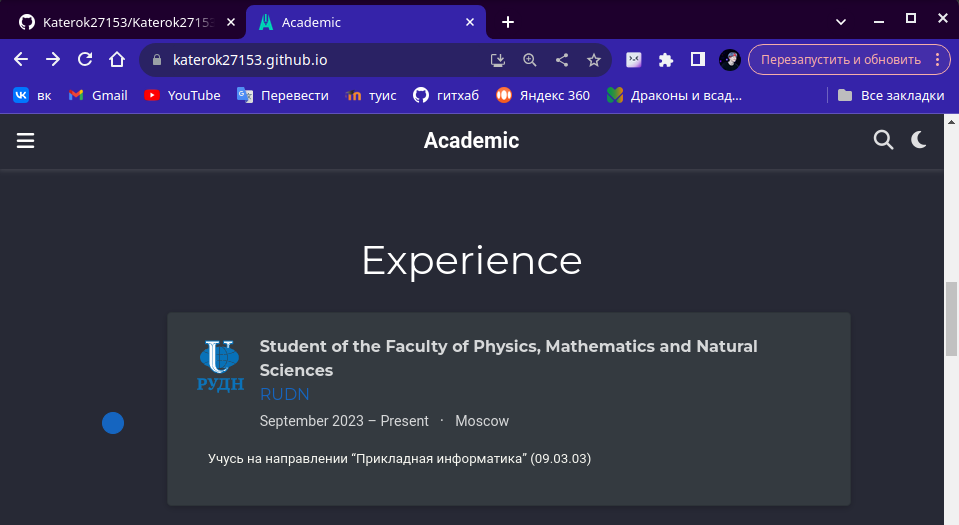 Katerok27153/Katerok27153
Academic
katerok27153.github.io
Перезапустить и обновить
вк
Gmail
YouTube
Перевести
туис
гитхаб
Яндекс 360
Драконы и всад…
Все закладки
Academic
Experience
U
РУДН
Student of the Faculty of Physics, Mathematics and Natural
Sciences
RUDN
September 2023 – Present · Moscow
Учусь на направлении “Прикладная информатика” (09.03.03)